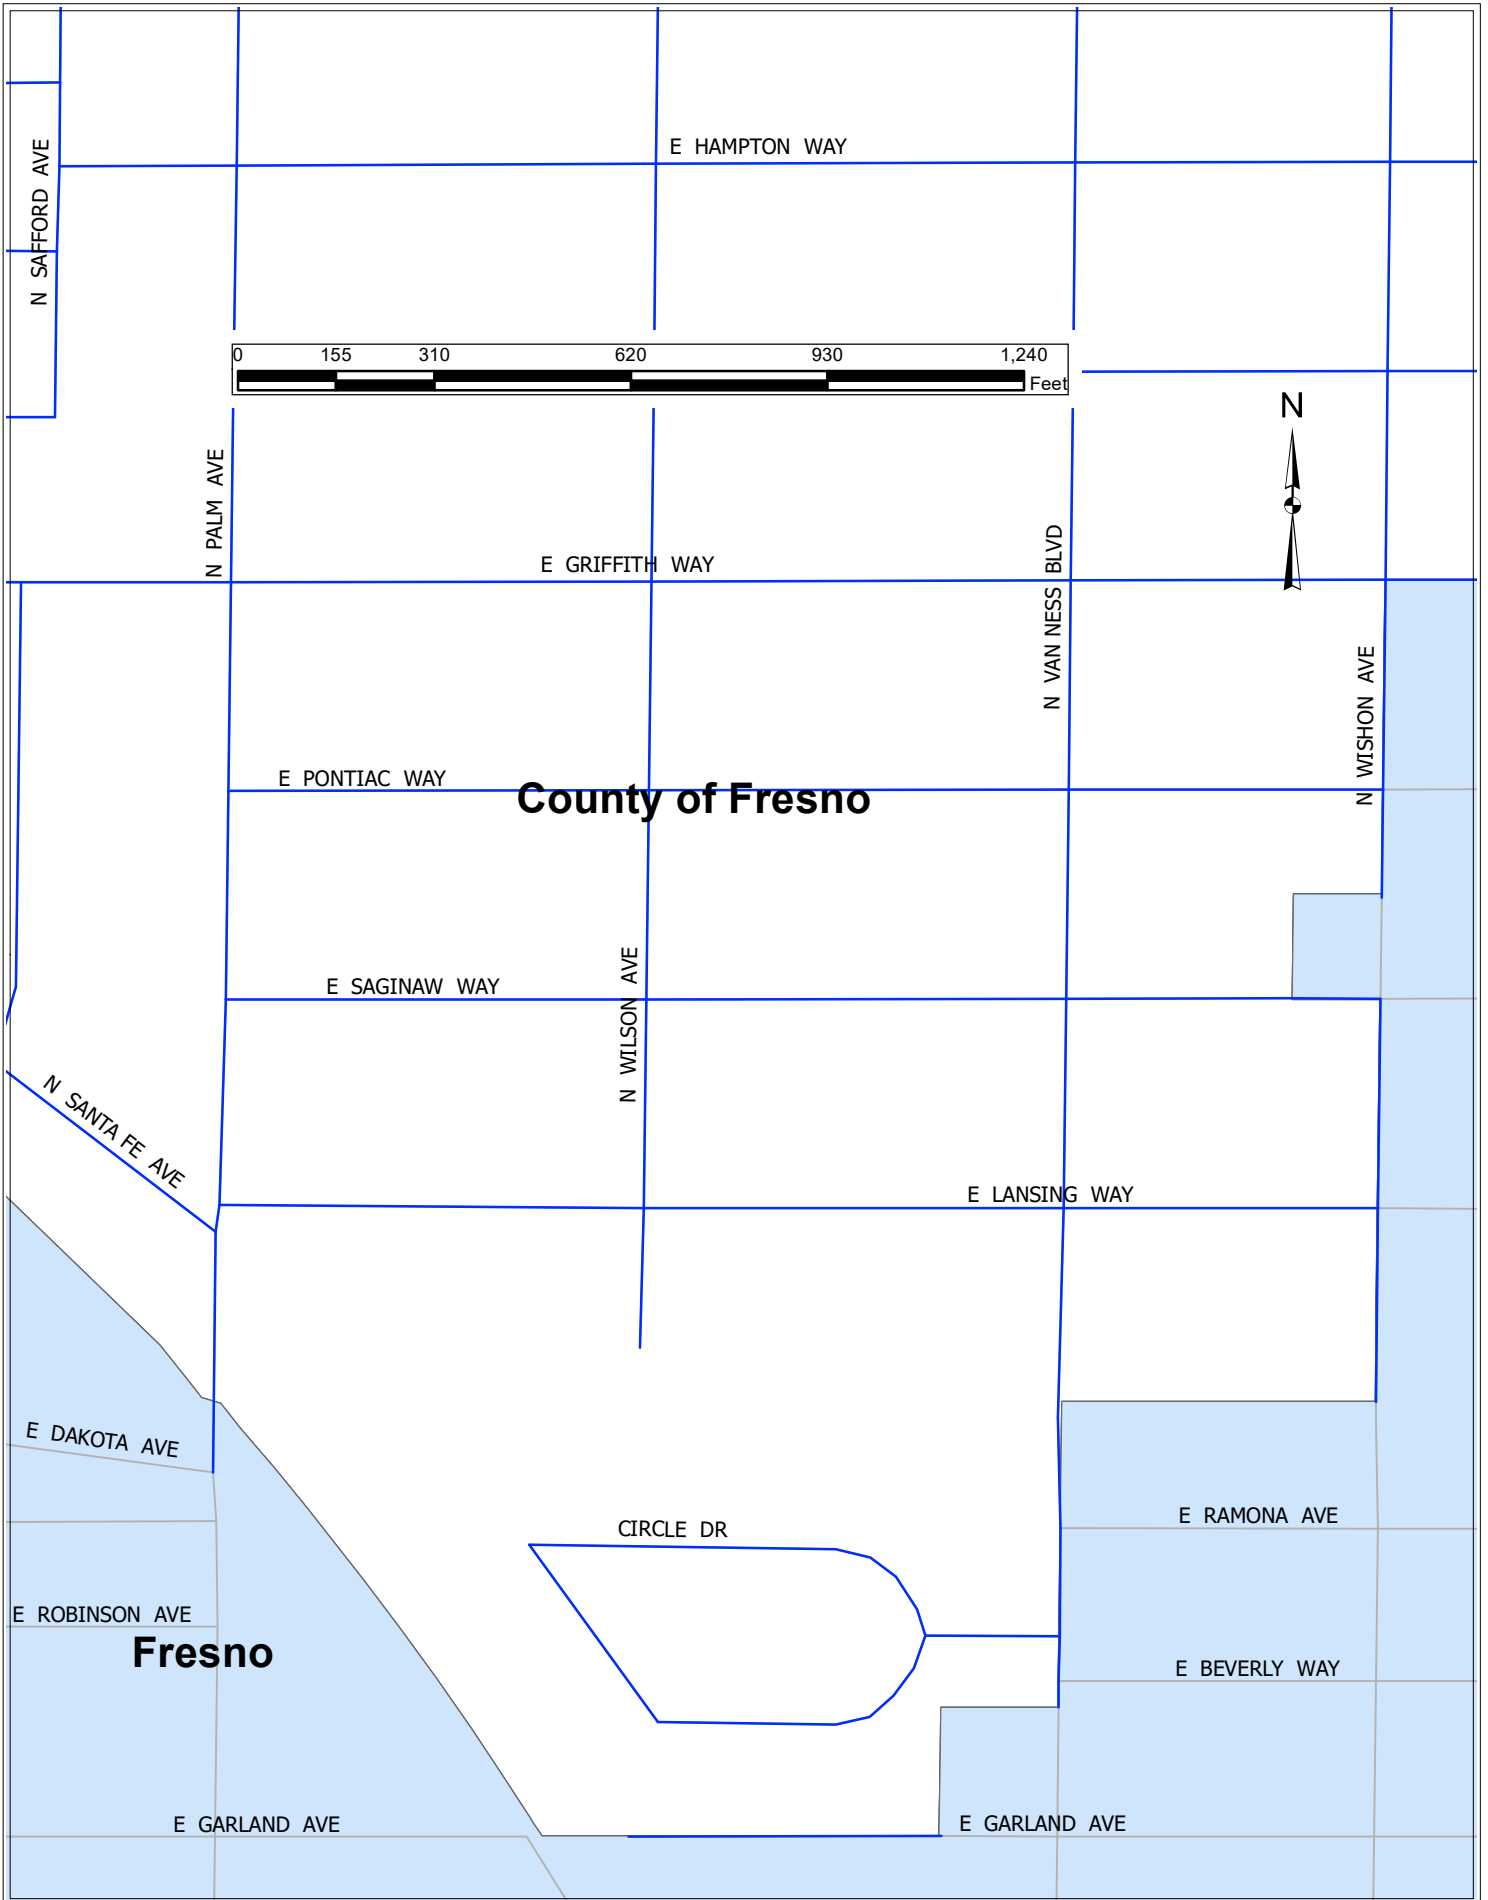 E HAMPTON WAY
N SAFFORD AVE
0 155 310 620 930 1,240
Feet
N
N PALM AVE
E GRIFFITH WAY
N VAN NESS BLVD
N WISHON AVE
E PONTIAC WAY
County of Fresno
E SAGINAW WAY
N WILSON AVE
N SANTA FE AVE
E LANSING WAY
E DAKOTA AVE
CIRCLE DR
E RAMONA AVE
E ROBINSON AVE
Fresno
E BEVERLY WAY
E GARLAND AVE
E GARLAND AVE